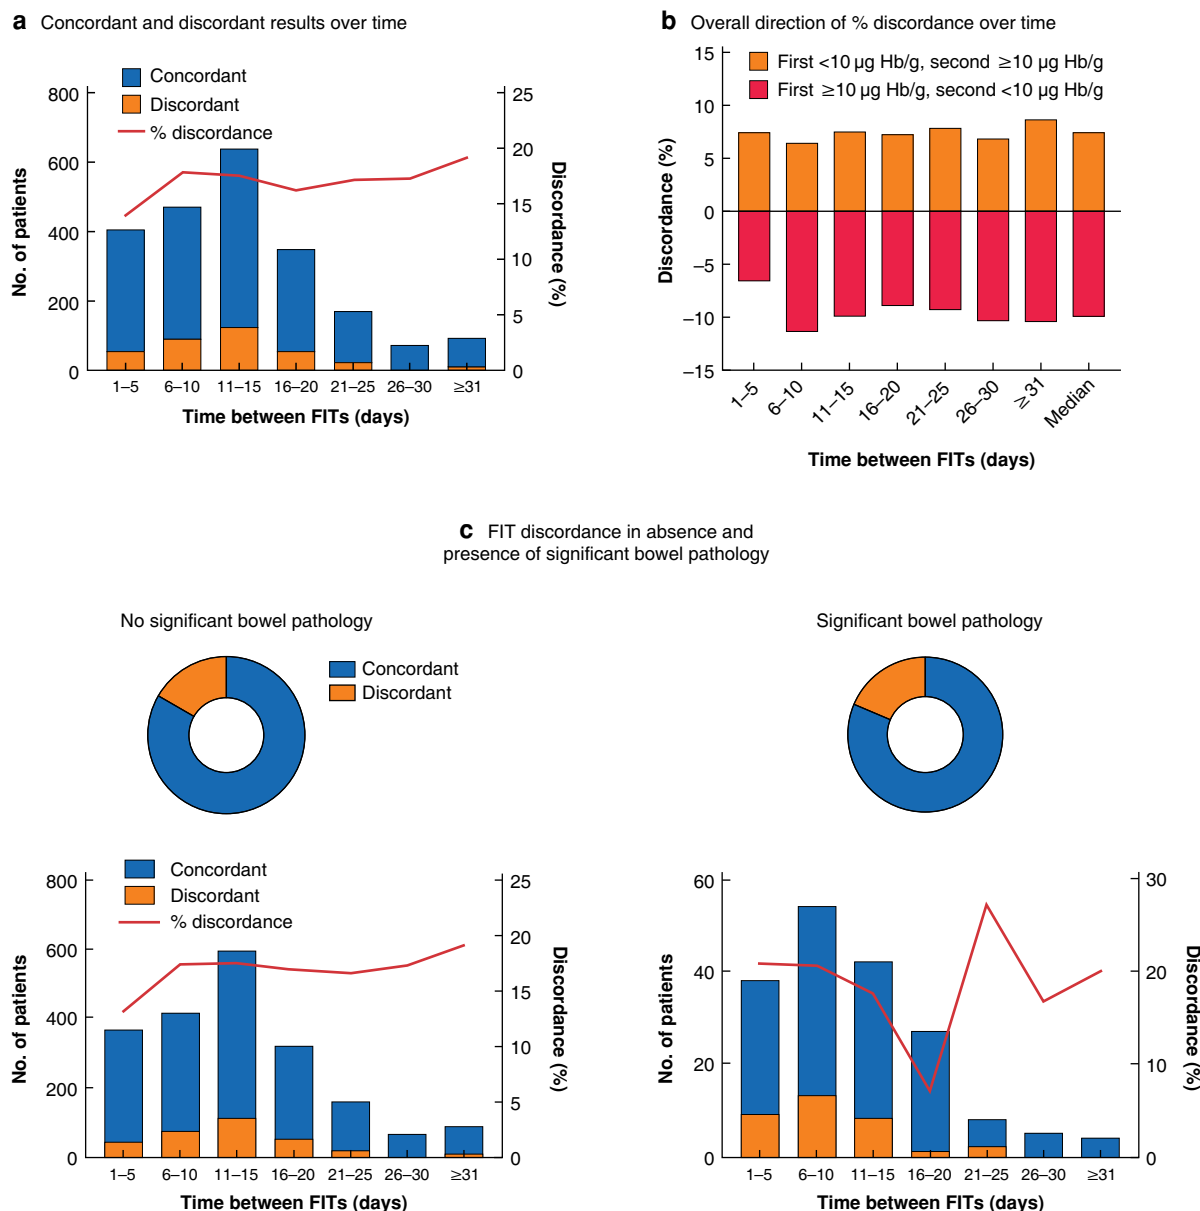 a Concordant and discordant results over time
Concordant
Discordant
% discordance
800
600
400
200
0
25
20
15
10
5
0
No. of patients
Discordance (%)
1–5 6–10 11–15 16–20 21–25 26–30 ≥31
Time between FITs (days)
b Overall direction of % discordance over time
First <10 µg Hb/g, second ≥10 µg Hb/g
First ≥10 µg Hb/g, second <10 µg Hb/g
15
10
5
0
–5
–10
–15
Discordance (%)
1–5 6–10 11–15 16–20 21–25 26–30 ≥31 Median
Time between FITs (days)
c FIT discordance in absence and
presence of significant bowel pathology
No significant bowel pathology
Concordant
Discordant
Significant bowel pathology
Concordant
Discordant
% discordance
800
600
400
200
0
25
20
15
10
5
0
No. of patients
Discordance (%)
1–5 6–10 11–15 16–20 21–25 26–30 ≥31
Time between FITs (days)
60
40
20
0
30
20
10
0
No. of patients
Discordance (%)
1–5 6–10 11–15 16–20 21–25 26–30 ≥31
Time between FITs (days)